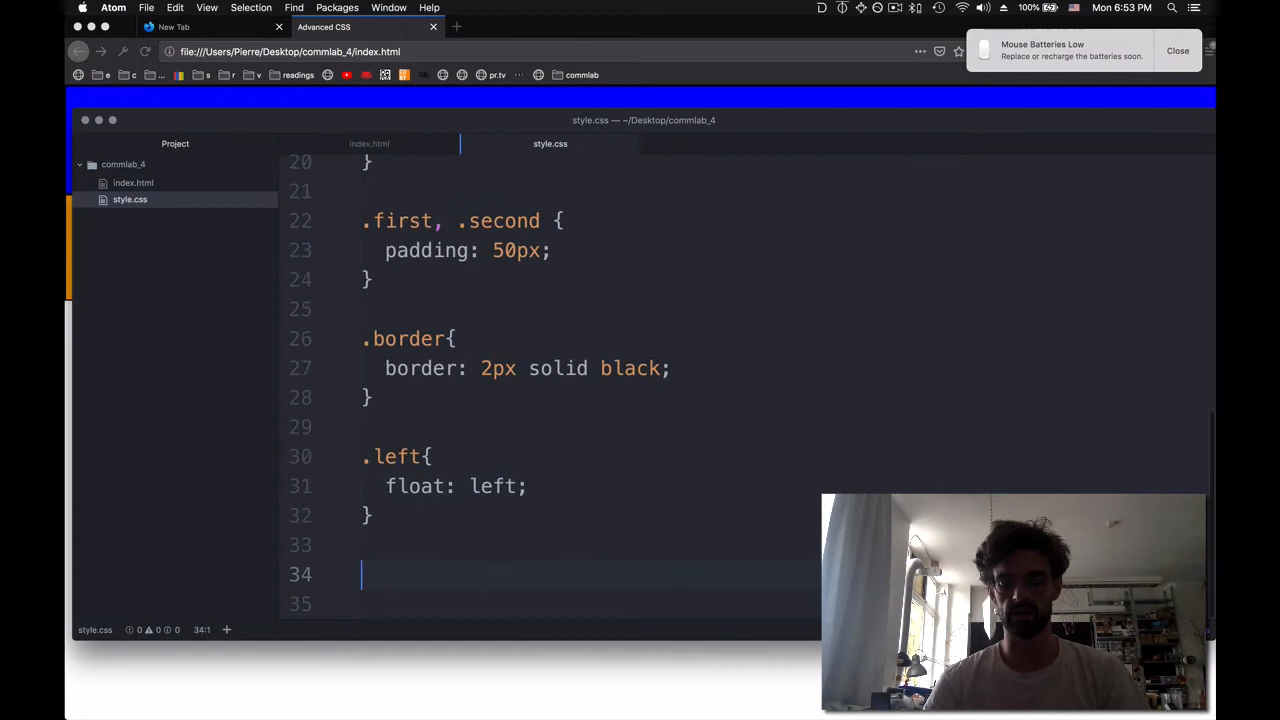 Atom File Edit View Selection Find Packages Window Help 100% Mon 6:53 PM
New Tab Advanced CSS
file:///Users/Pierre/Desktop/commlab_4/index.html
Mouse Batteries Low
Replace or recharge the batteries soon.
Close
e c ... s r v readings pr.tv commlab
style.css — ~/Desktop/commlab_4
Project index.html style.css
commlab_4
index.html
style.css
20 }
21
22 .first, .second {
23 padding: 50px;
24 }
25
26 .border{
27 border: 2px solid black;
28 }
29
30 .left{
31 float: left;
32 }
33
34
35
style.css 0 0 0 34:1 +